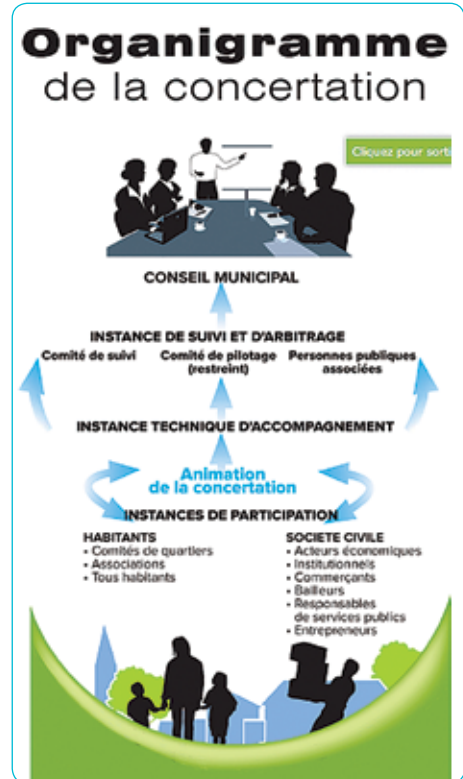 Organigramme
de la concertation
Cliquez pour sorti
CONSEIL MUNICIPAL
INSTANCE DE SUIVI ET D'ARBITRAGE
Comité de suivi
Comité de pilotage
(restreint)
Personnes publiques
associées
INSTANCE TECHNIQUE D'ACCOMPAGNEMENT
Animation
de la concertation
INSTANCES DE PARTICIPATION
HABITANTS
• Comités de quartiers
• Associations
• Tous habitants
SOCIETE CIVILE
• Acteurs économiques
• Institutionnels
• Commerçants
• Bailleurs
• Responsables
de services publics
• Entrepreneurs